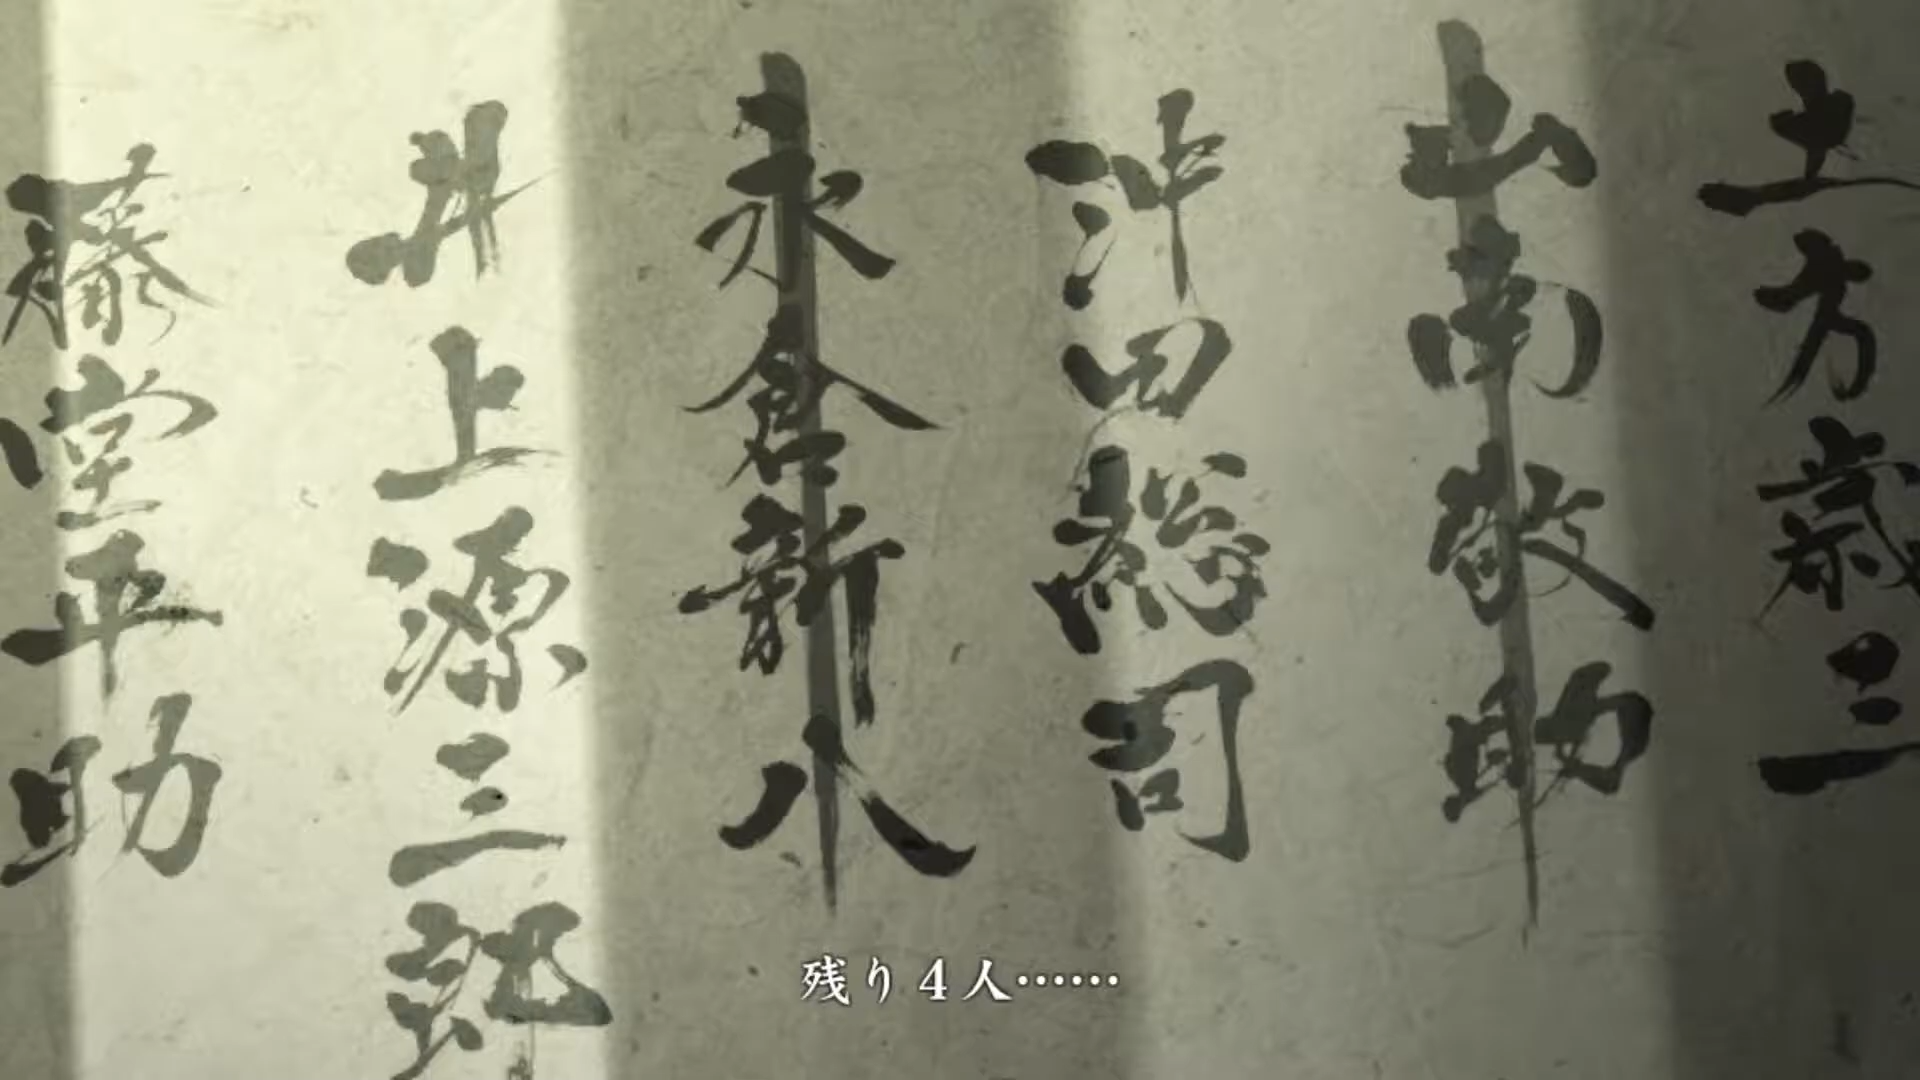 土方歳三
山南敬助
沖田総司
永倉新八
井上源三郎
藤堂平助
残り4人……